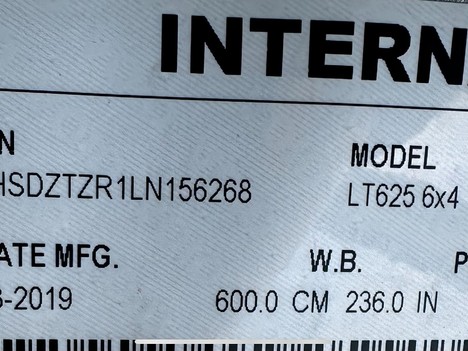 INTERN
N
HSDZTZR1LN156268
MODEL
LT625 6x4
ATE MFG.
-2019
W.B.
600.0 CM 236.0 IN
P